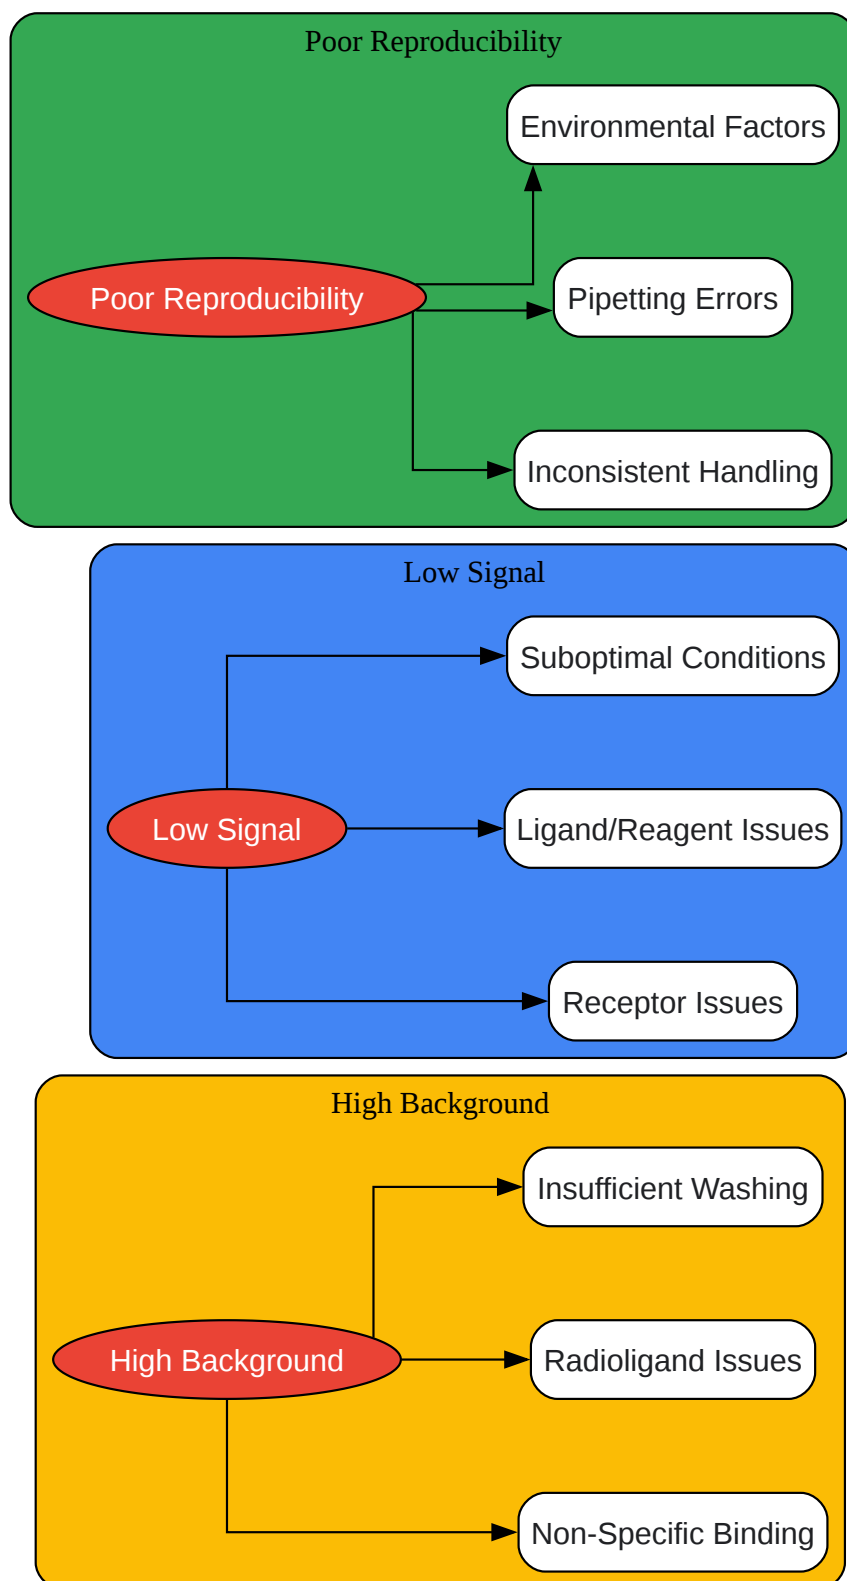 Poor Reproducibility
Environmental Factors
Poor Reproducibility
Pipetting Errors
Inconsistent Handling
Low Signal
Suboptimal Conditions
Low Signal
Ligand/Reagent Issues
Receptor Issues
High Background
Insufficient Washing
High Background
Radioligand Issues
Non-Specific Binding